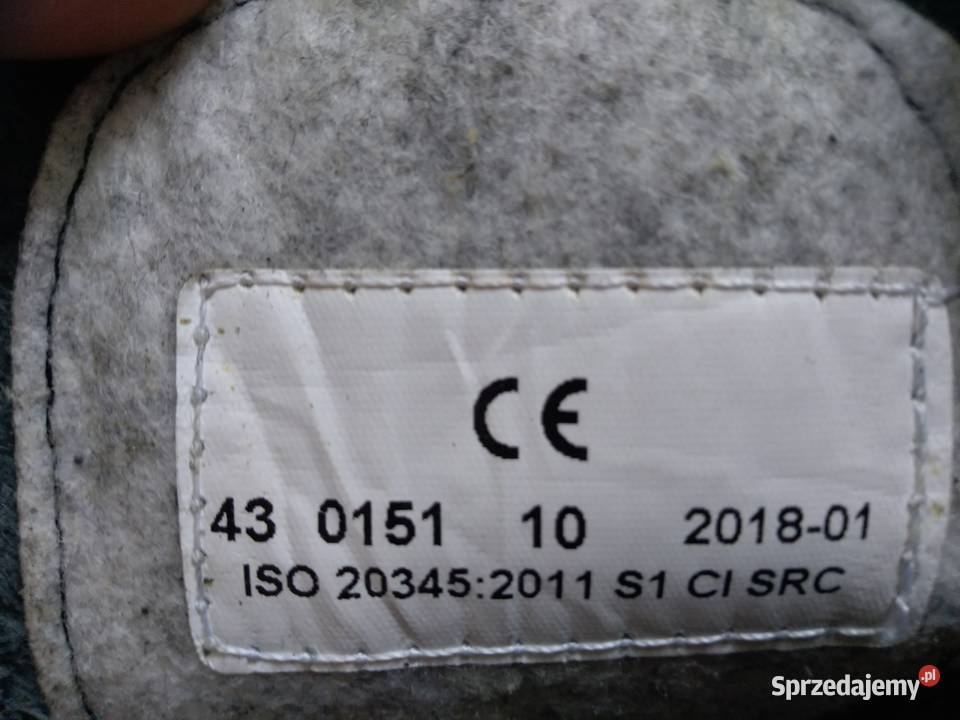 CE
43 0151 10 2018-01
ISO 20345:2011 S1 CI SRC
Sprzedajemy.pl